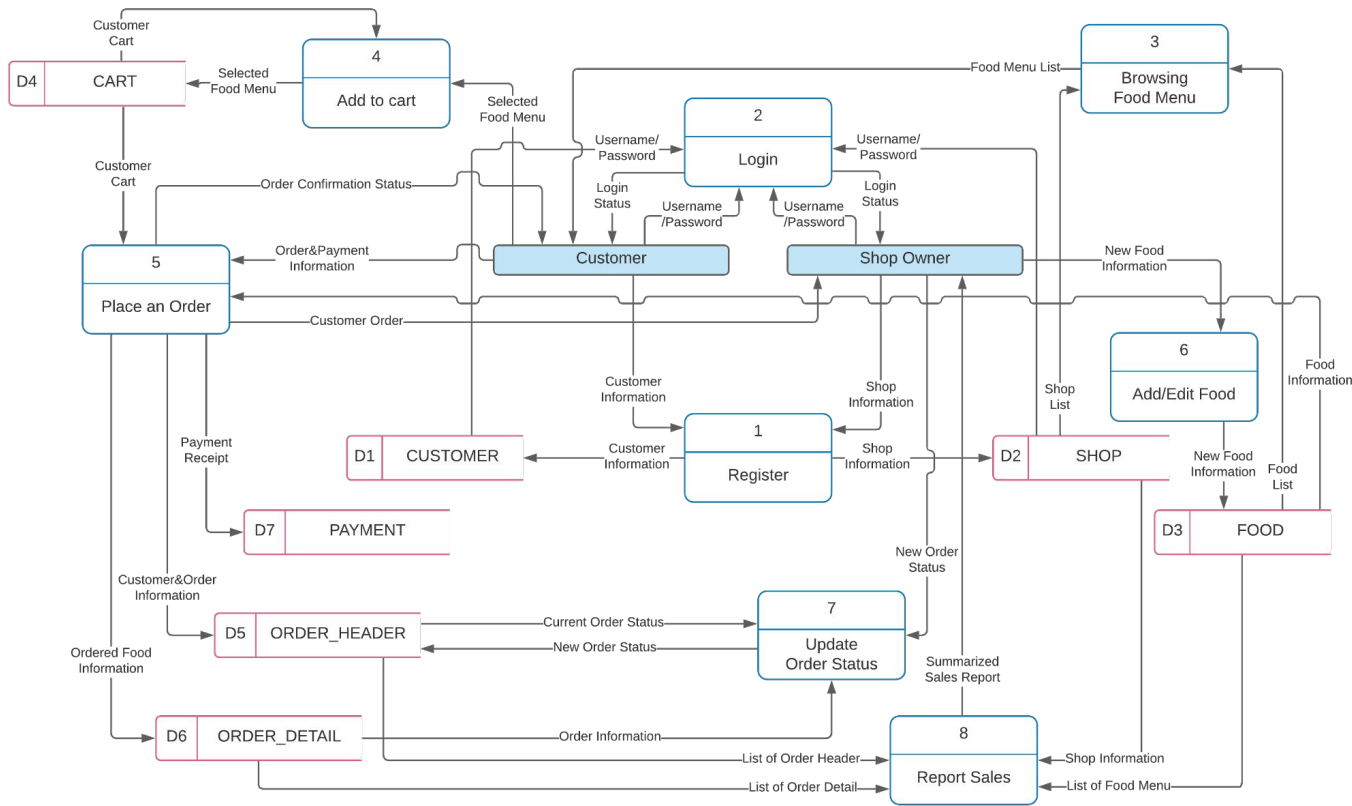 Customer
Cart
4
Add to cart
D4
CART
Selected
Food Menu
Selected
Food Menu
Food Menu List
3
Browsing
Food Menu
2
Login
Username/
Password
Username/
Password
Customer
Cart
Order Confirmation Status
Login
Status
Username
/Password
Username
/Password
Login
Status
Order&Payment
Information
Customer
Shop Owner
New Food
Information
5
Place an Order
Customer Order
6
Add/Edit Food
Food
Information
Customer
Information
Shop
Information
Shop
List
Payment
Receipt
D1
CUSTOMER
Customer
Information
1
Register
Shop
Information
D2
SHOP
New Food
Information
Food
List
D7
PAYMENT
D3
FOOD
Customer&Order
Information
New Order
Status
D5
ORDER_HEADER
Current Order Status
New Order Status
7
Update
Order Status
Ordered Food
Information
Summarized
Sales Report
D6
ORDER_DETAIL
Order Information
8
Report Sales
List of Order Header
Shop Information
List of Order Detail
List of Food Menu